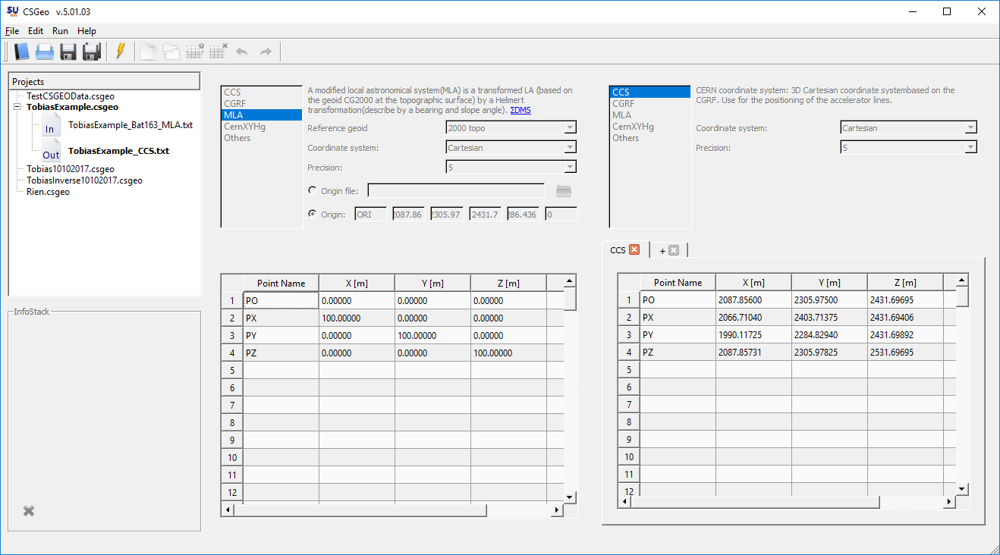 CSGeo v.5.01.03
File Edit Run Help
Projects
TestCSGEOData.csgeo
TobiasExample.csgeo
In TobiasExample_Bat163_MLA.txt
Out TobiasExample_CCS.txt
Tobias10102017.csgeo
TobiasInverse10102017.csgeo
Rien.csgeo
InfoStack
CCS
CGRF
MLA
CernXYHg
Others
A modified local astronomical system(MLA) is a transformed LA (based on
the geoid CG2000 at the topographic surface) by a Helmert
transformation(describe by a bearing and slope angle). ΣDMS
Reference geoid 2000 topo
Coordinate system: Cartesian
Precision: 5
Origin file:
Origin: ORI 2087.86 2305.97 2431.7 286.436 0
Point Name X [m] Y [m] Z [m]
1 PO 0.00000 0.00000 0.00000
2 PX 100.00000 0.00000 0.00000
3 PY 0.00000 100.00000 0.00000
4 PZ 0.00000 0.00000 100.00000
5
6
7
8
9
10
11
12
CCS
CGRF
MLA
CernXYHg
Others
CERN coordinate system: 3D Cartesian coordinate systembased on the
CGRF. Use for the positioning of the accelerator lines.
Coordinate system: Cartesian
Precision: 5
CCS +
Point Name X [m] Y [m] Z [m]
1 PO 2087.85600 2305.97500 2431.69695
2 PX 2066.71040 2403.71375 2431.69406
3 PY 1990.11725 2284.82940 2431.69892
4 PZ 2087.85731 2305.97825 2531.69695
5
6
7
8
9
10
11
12